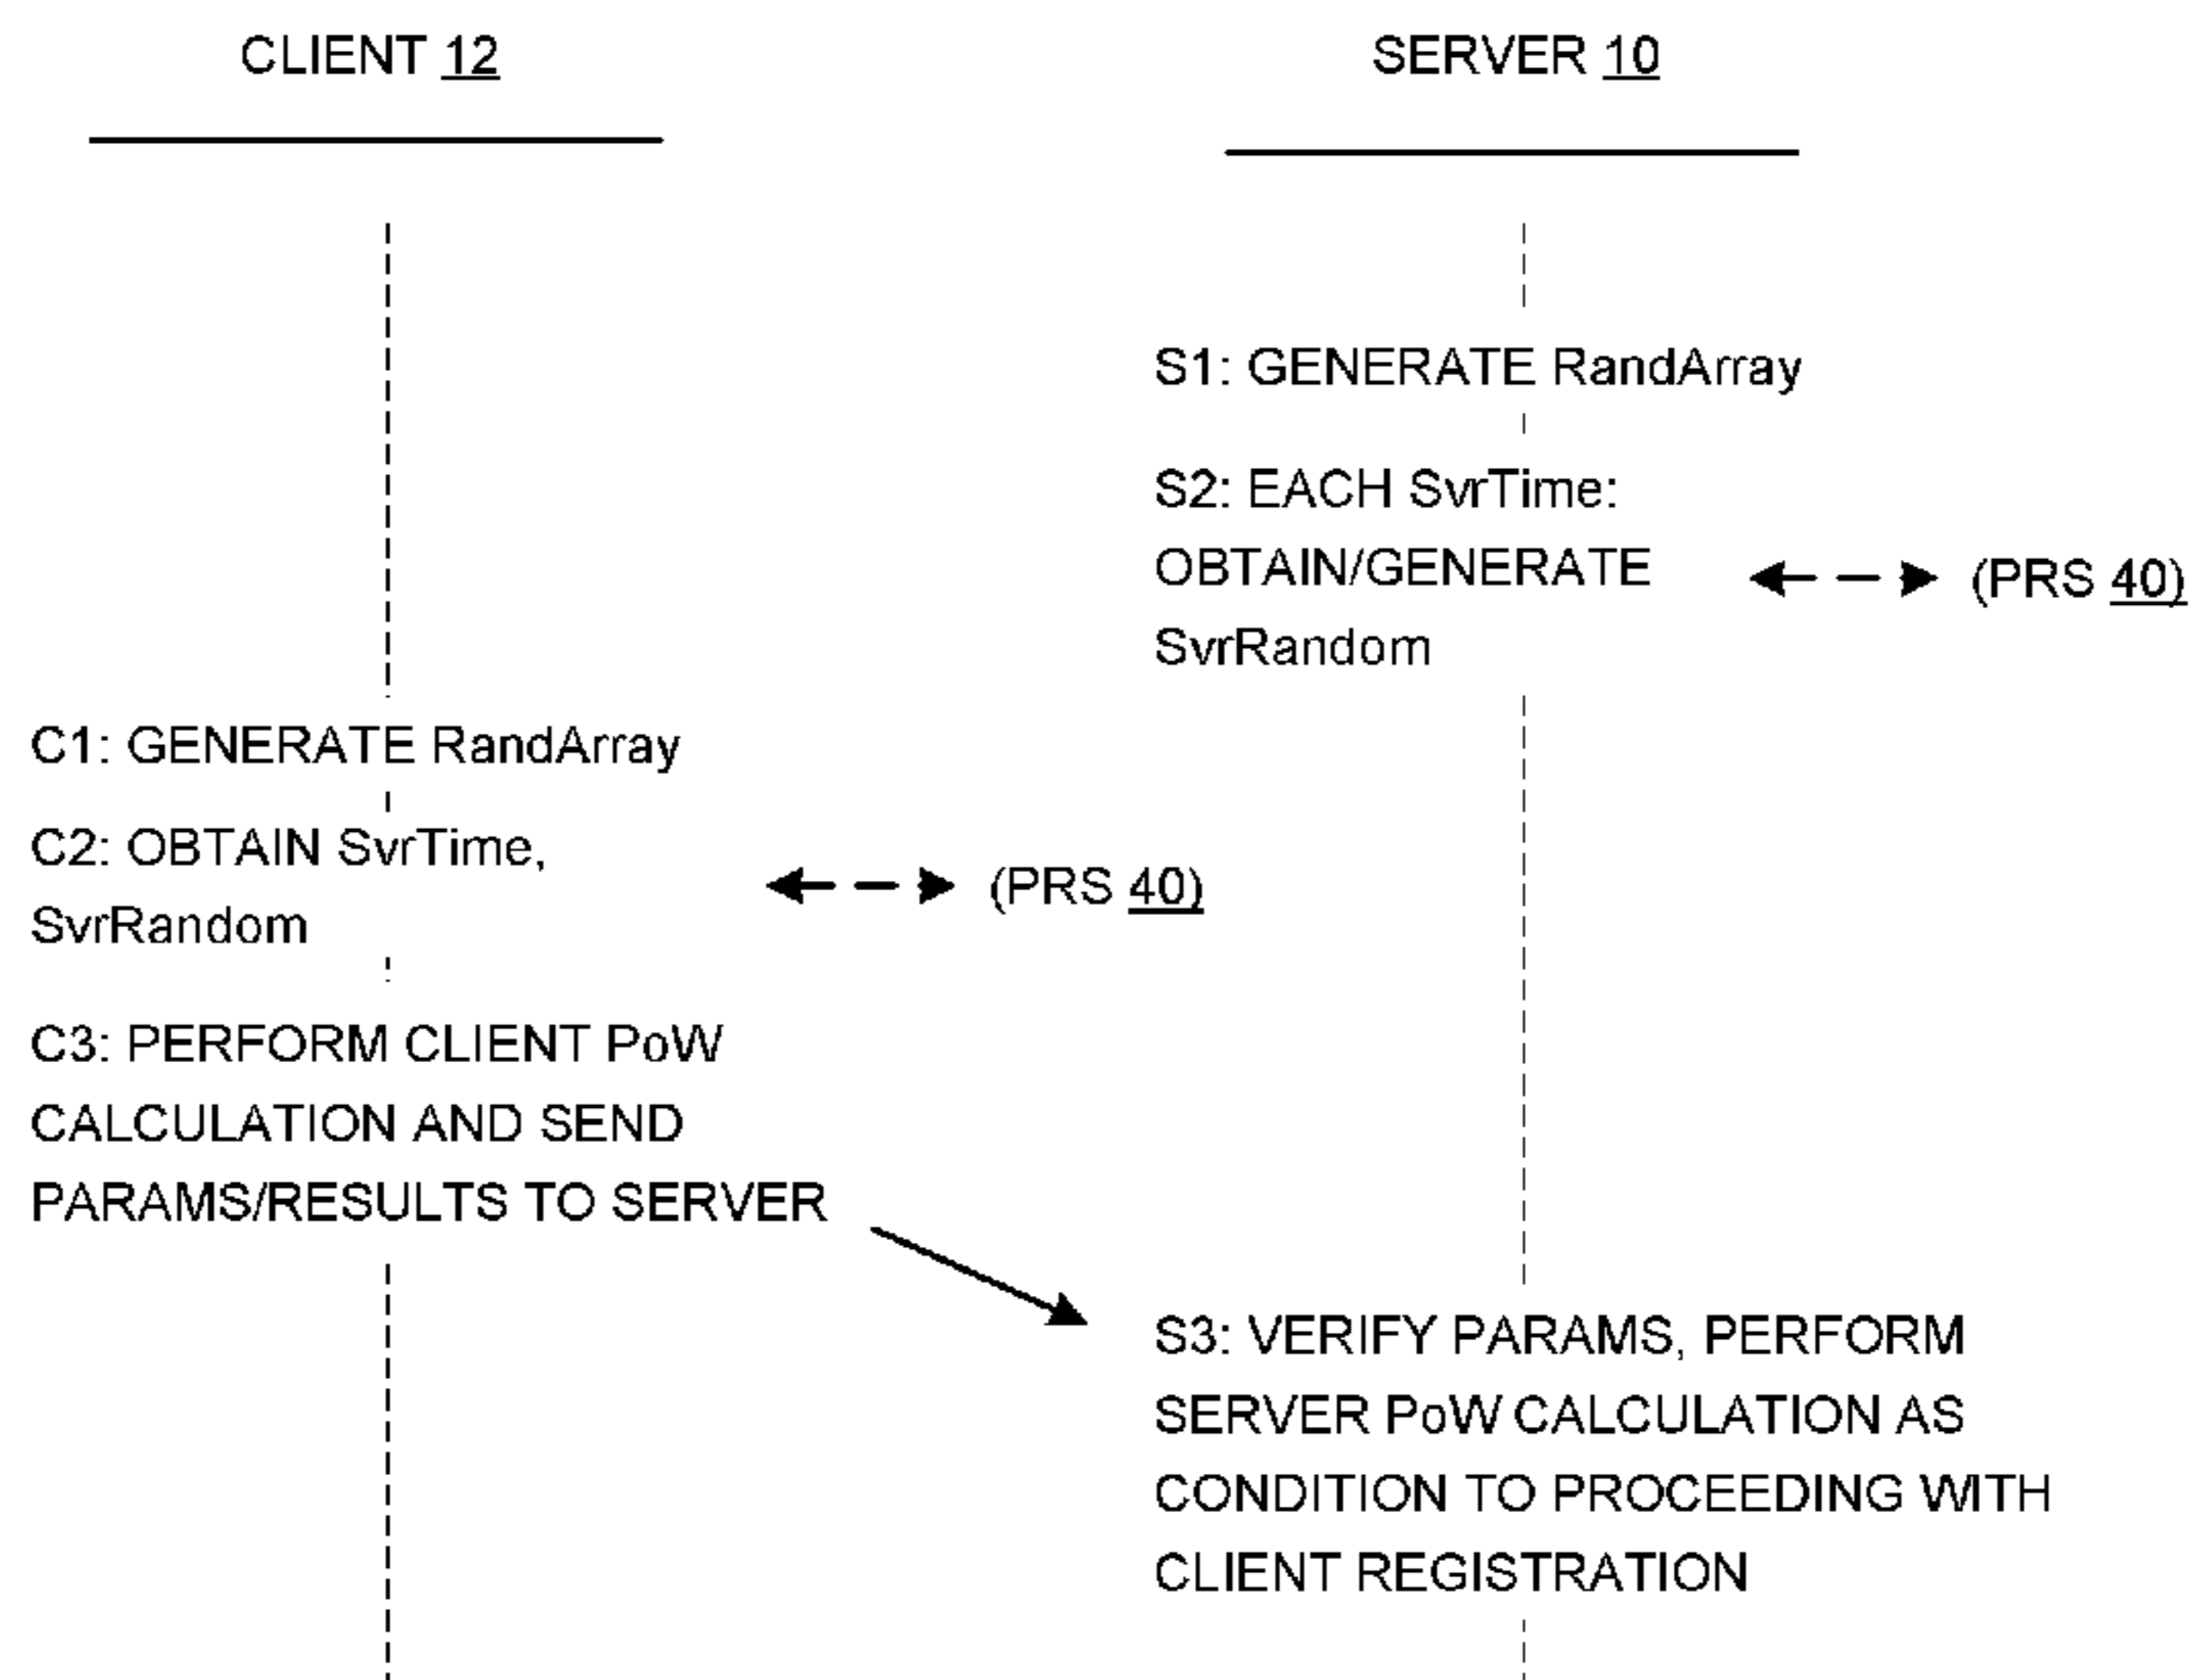 CLIENT 12
SERVER 10
S1: GENERATE RandArray
S2: EACH SvrTime:
OBTAIN/GENERATE
SvrRandom
(PRS 40)
C1: GENERATE RandArray
C2: OBTAIN SvrTime,
SvrRandom
(PRS 40)
C3: PERFORM CLIENT PoW
CALCULATION AND SEND
PARAMS/RESULTS TO SERVER
S3: VERIFY PARAMS, PERFORM
SERVER PoW CALCULATION AS
CONDITION TO PROCEEDING WITH
CLIENT REGISTRATION